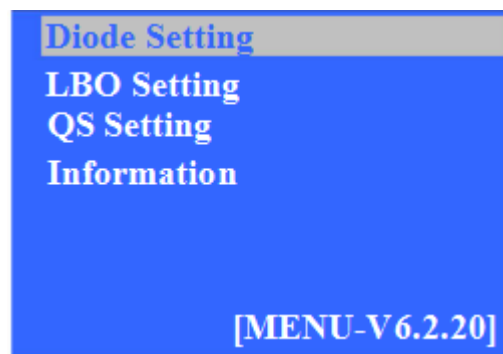 Diode Setting
LBO Setting
QS Setting
Information
[MENU-V6.2.20]